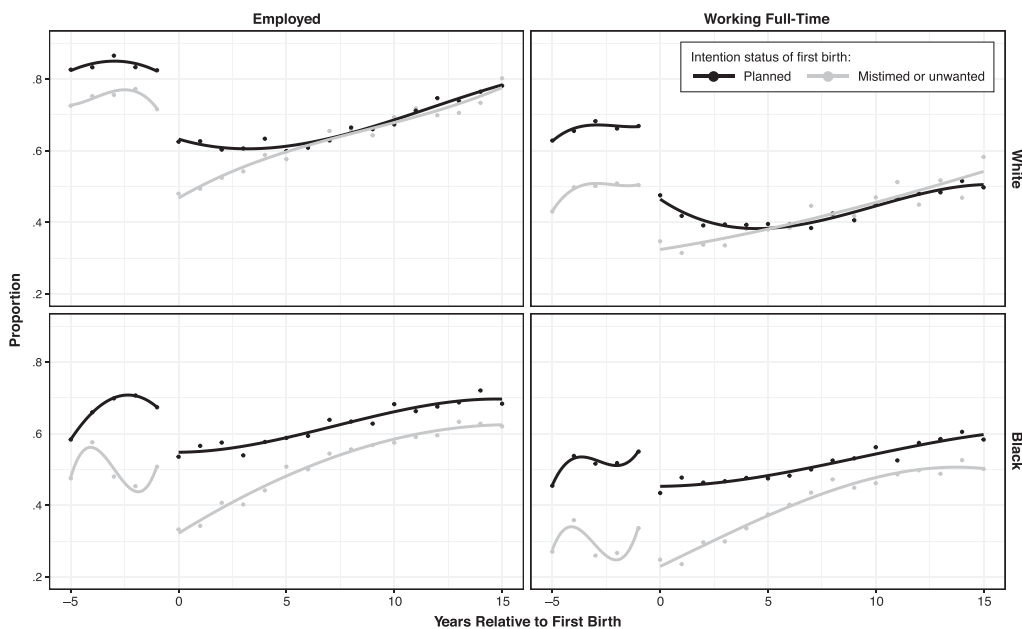 Employed
Working Full-Time
Intention status of first birth:
Planned Mistimed or unwanted
.8
.6
.4
.2
White
Proportion
.8
.6
.4
.2
Black
–5 0 5 10 15
–5 0 5 10 15
Years Relative to First Birth